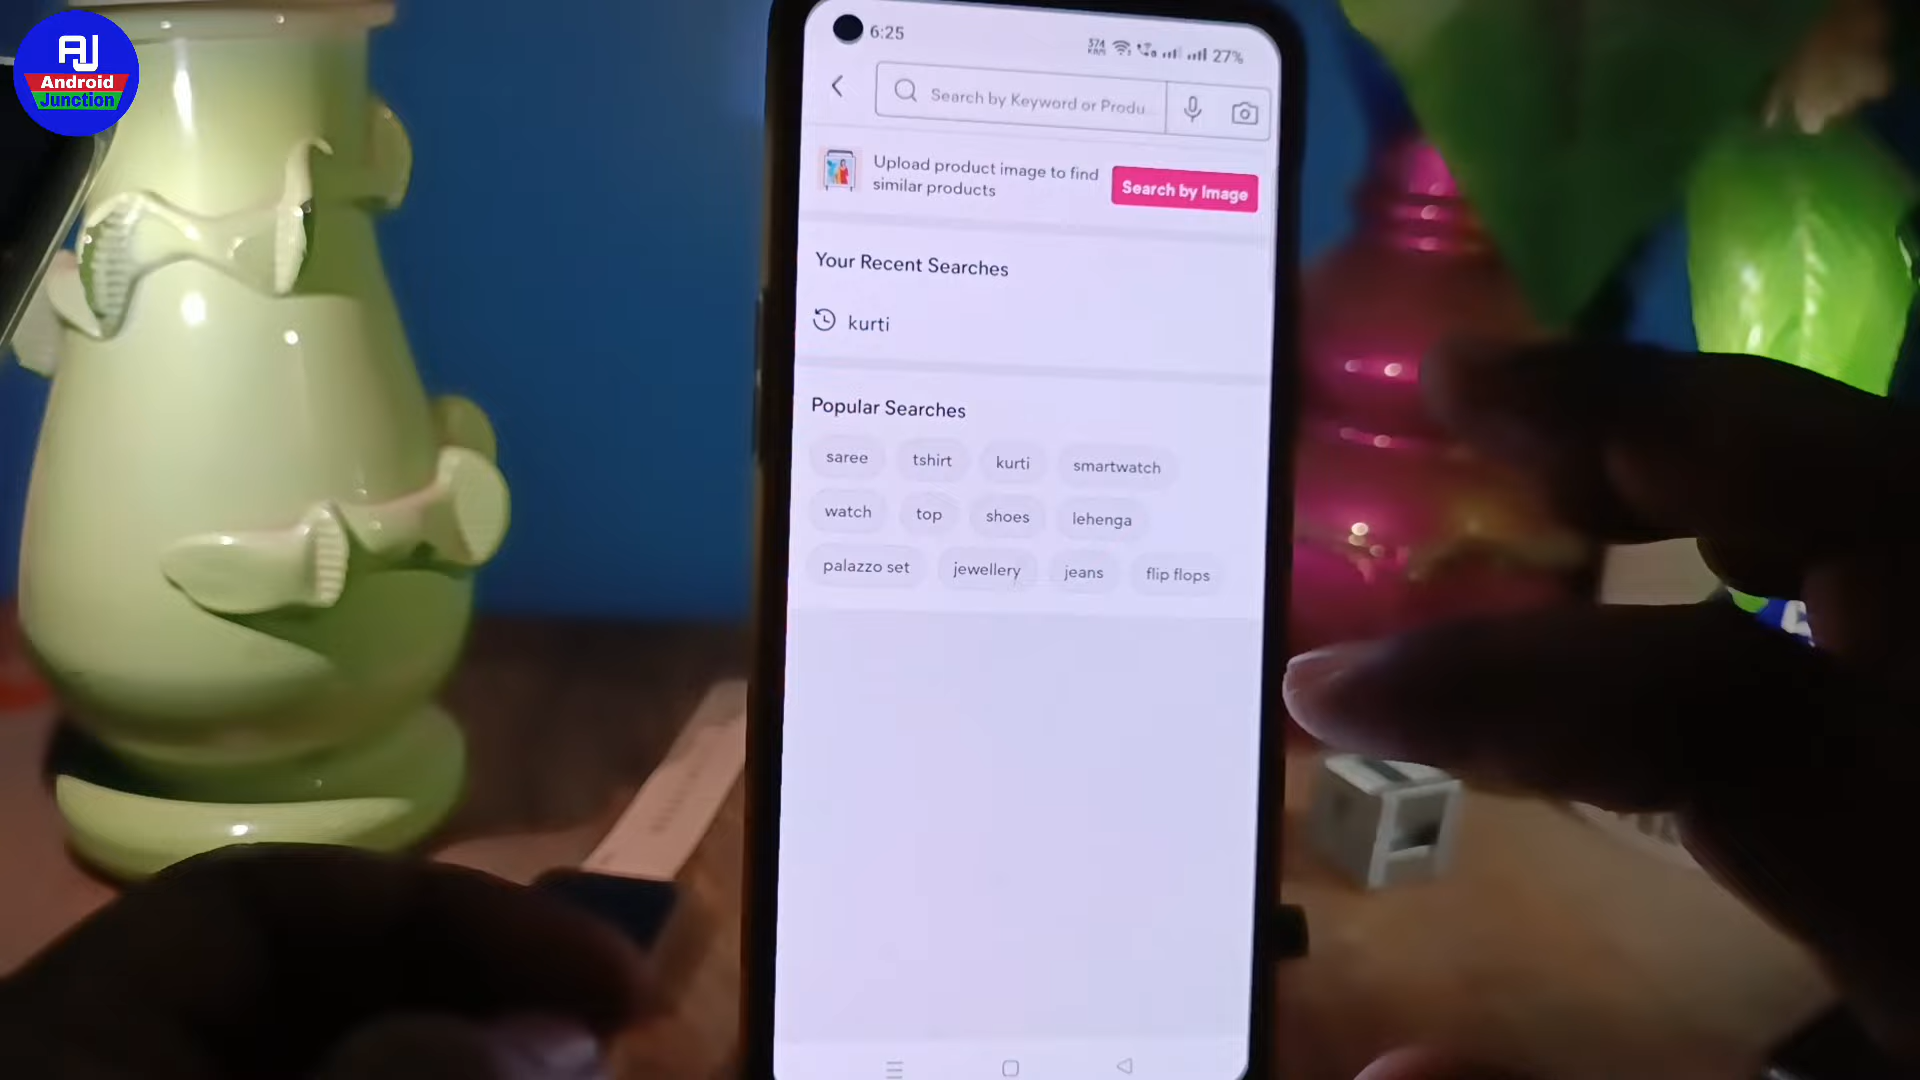 AJ
Android
Junction
6:25
374
KB/s
27%
Search by Keyword or Produ
Upload product image to find
similar products
Search by Image
Your Recent Searches
kurti
Popular Searches
saree tshirt kurti smartwatch
watch top shoes lehenga
palazzo set jewellery jeans flip flops